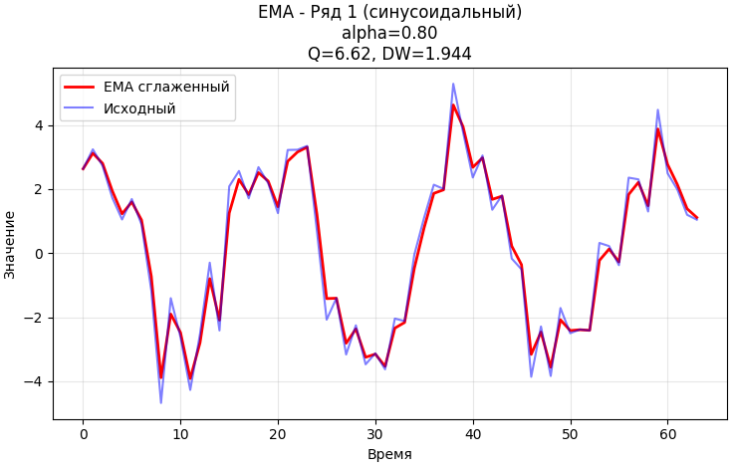 EMA - Ряд 1 (синусоидальный)
alpha=0.80
Q=6.62, DW=1.944
EMA сглаженный
Исходный
4
2
0
−2
−4
Значение
0 10 20 30 40 50 60
Время